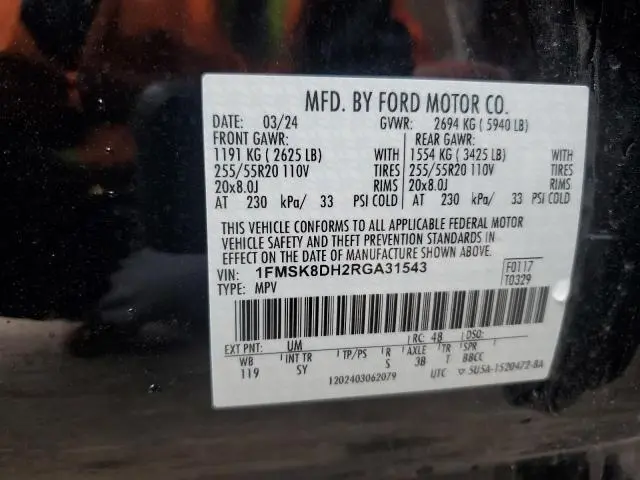 MFD. BY FORD MOTOR CO.
DATE: 03/24 GVWR: 2694 KG ( 5940 LB)
FRONT GAWR: REAR GAWR:
1191 KG ( 2625 LB) WITH 1554 KG ( 3425 LB) WITH
255/55R20 110V TIRES 255/55R20 110V TIRES
20x8.0J RIMS 20x8.0J RIMS
AT 230 kPa/ 33 PSI COLD AT 230 kPa/ 33 PSI COLD
THIS VEHICLE CONFORMS TO ALL APPLICABLE FEDERAL MOTOR
VEHICLE SAFETY AND THEFT PREVENTION STANDARDS IN
EFFECT ON THE DATE OF MANUFACTURE SHOWN ABOVE.
VIN: 1FMSK8DH2RGA31543 F0117
TYPE: MPV T0329
EXT PNT: UM RC: 48 DSO:
WB INT TR TP/PS R AXLE TR SPR
119 SY S 3B T BBCC
1202403062079 UTC ▽ 5U5A-1520472-BA